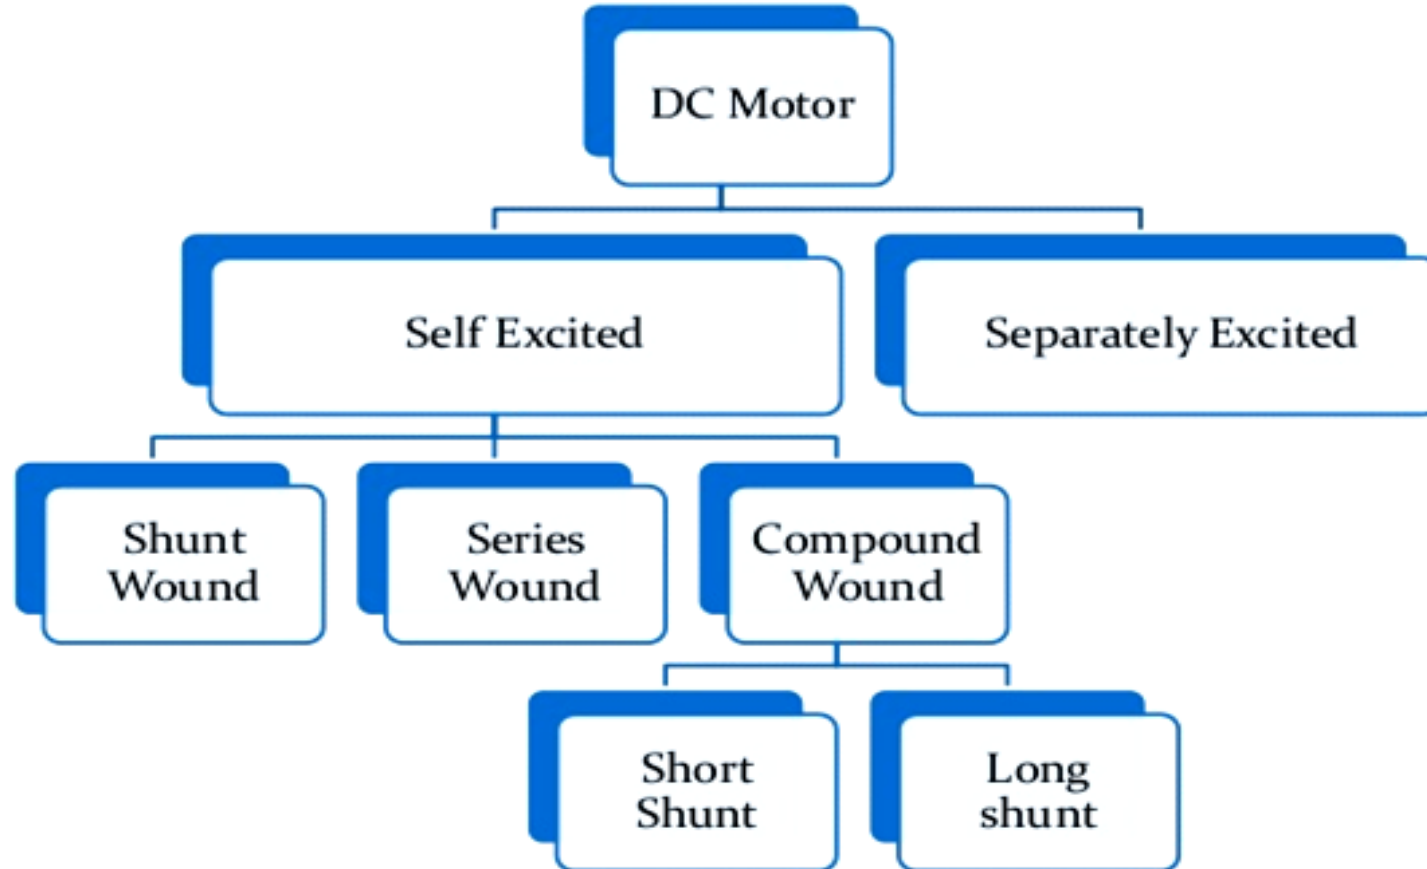 DC Motor
Self Excited
Separately Excited
Shunt
Wound
Series
Wound
Compound
Wound
Short
Shunt
Long
shunt